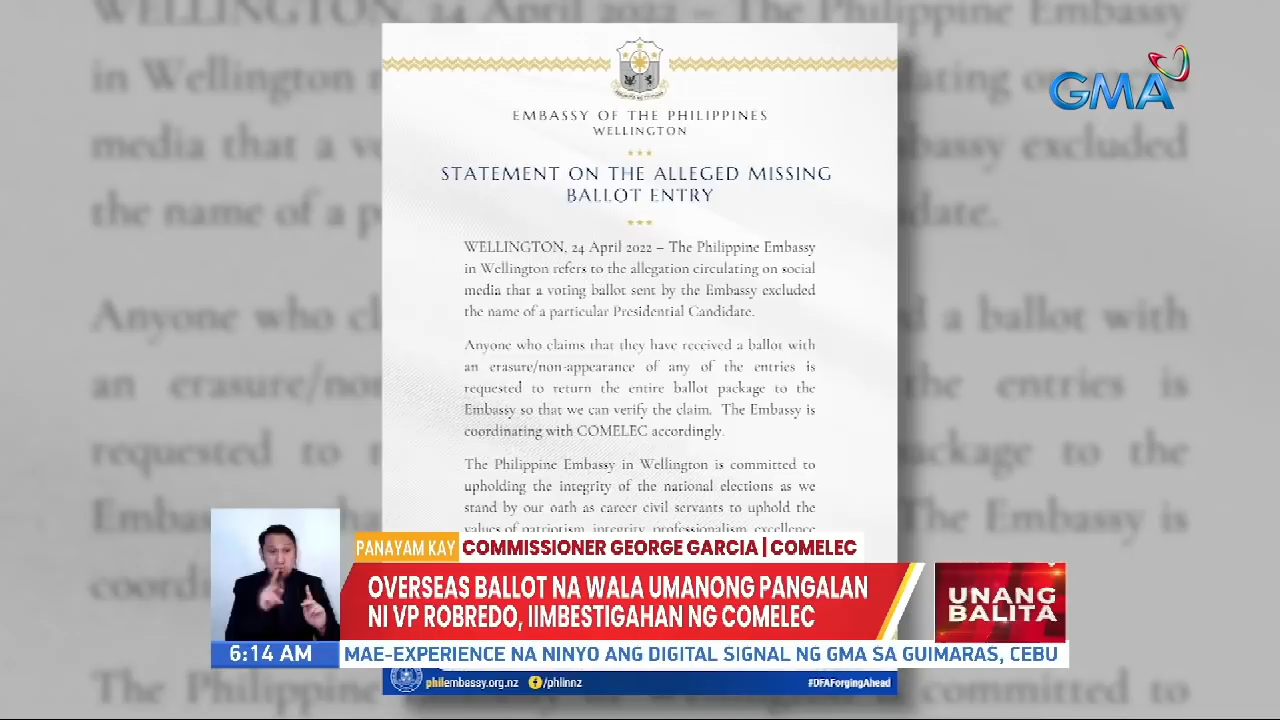 GMA
EMBASSY OF THE PHILIPPINES
WELLINGTON
STATEMENT ON THE ALLEGED MISSING
BALLOT ENTRY
WELLINGTON, 24 April 2022 – The Philippine Embassy
in Wellington refers to the allegation circulating on social
media that a voting ballot sent by the Embassy excluded
the name of a particular Presidential Candidate.
Anyone who claims that they have received a ballot with
an erasure/non-appearance of any of the entries is
requested to return the entire ballot package to the
Embassy so that we can verify the claim. The Embassy is
coordinating with COMELEC accordingly.
The Philippine Embassy in Wellington is committed to
upholding the integrity of the national elections as we
stand by our oath as career civil servants to uphold the
values of patriotism, integrity, professionalism, excellence
PANAYAM KAY COMMISSIONER GEORGE GARCIA | COMELEC
OVERSEAS BALLOT NA WALA UMANONG PANGALAN
NI VP ROBREDO, IIMBESTIGAHAN NG COMELEC
UNANG
BALITA
6:14 AM MAE-EXPERIENCE NA NINYO ANG DIGITAL SIGNAL NG GMA SA GUIMARAS, CEBU
philembassy.org.nz /phlinnz #DFAForgingAhead